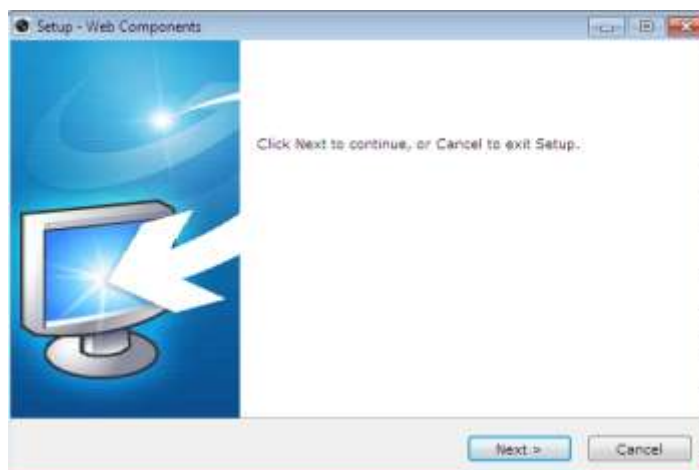 Setup - Web Components
Click Next to continue, or Cancel to exit Setup.
Next >
Cancel